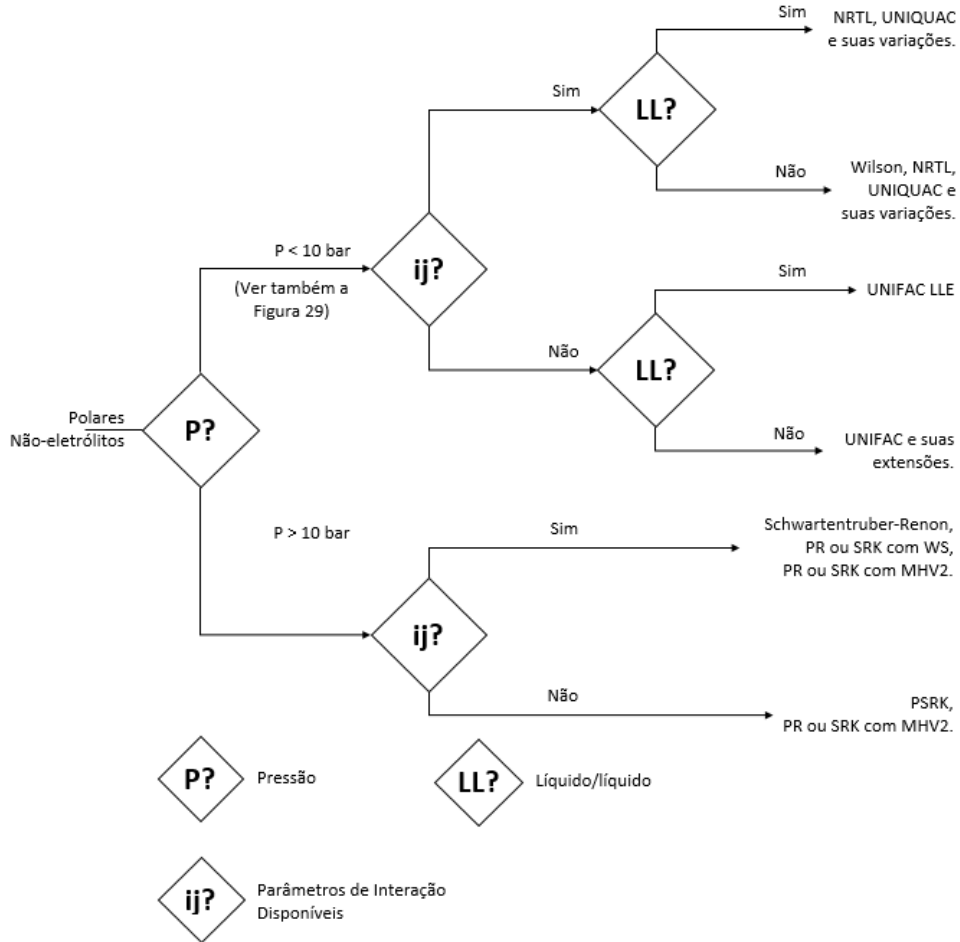 Sim
NRTL, UNIQUAC
e suas variações.
LL?
Sim
Não
Wilson, NRTL,
UNIQUAC e
suas variações.
P < 10 bar
ij?
(Ver também a
Figura 29)
Sim
UNIFAC LLE
Não
LL?
Polares
Não-eletrólitos
P?
Não
UNIFAC e suas
extensões.
P > 10 bar
Sim
Schwartentruber-Renon,
PR ou SRK com WS,
PR ou SRK com MHV2.
ij?
Não
PSRK,
PR ou SRK com MHV2.
P?
Pressão
LL?
Líquido/líquido
ij?
Parâmetros de Interação
Disponíveis